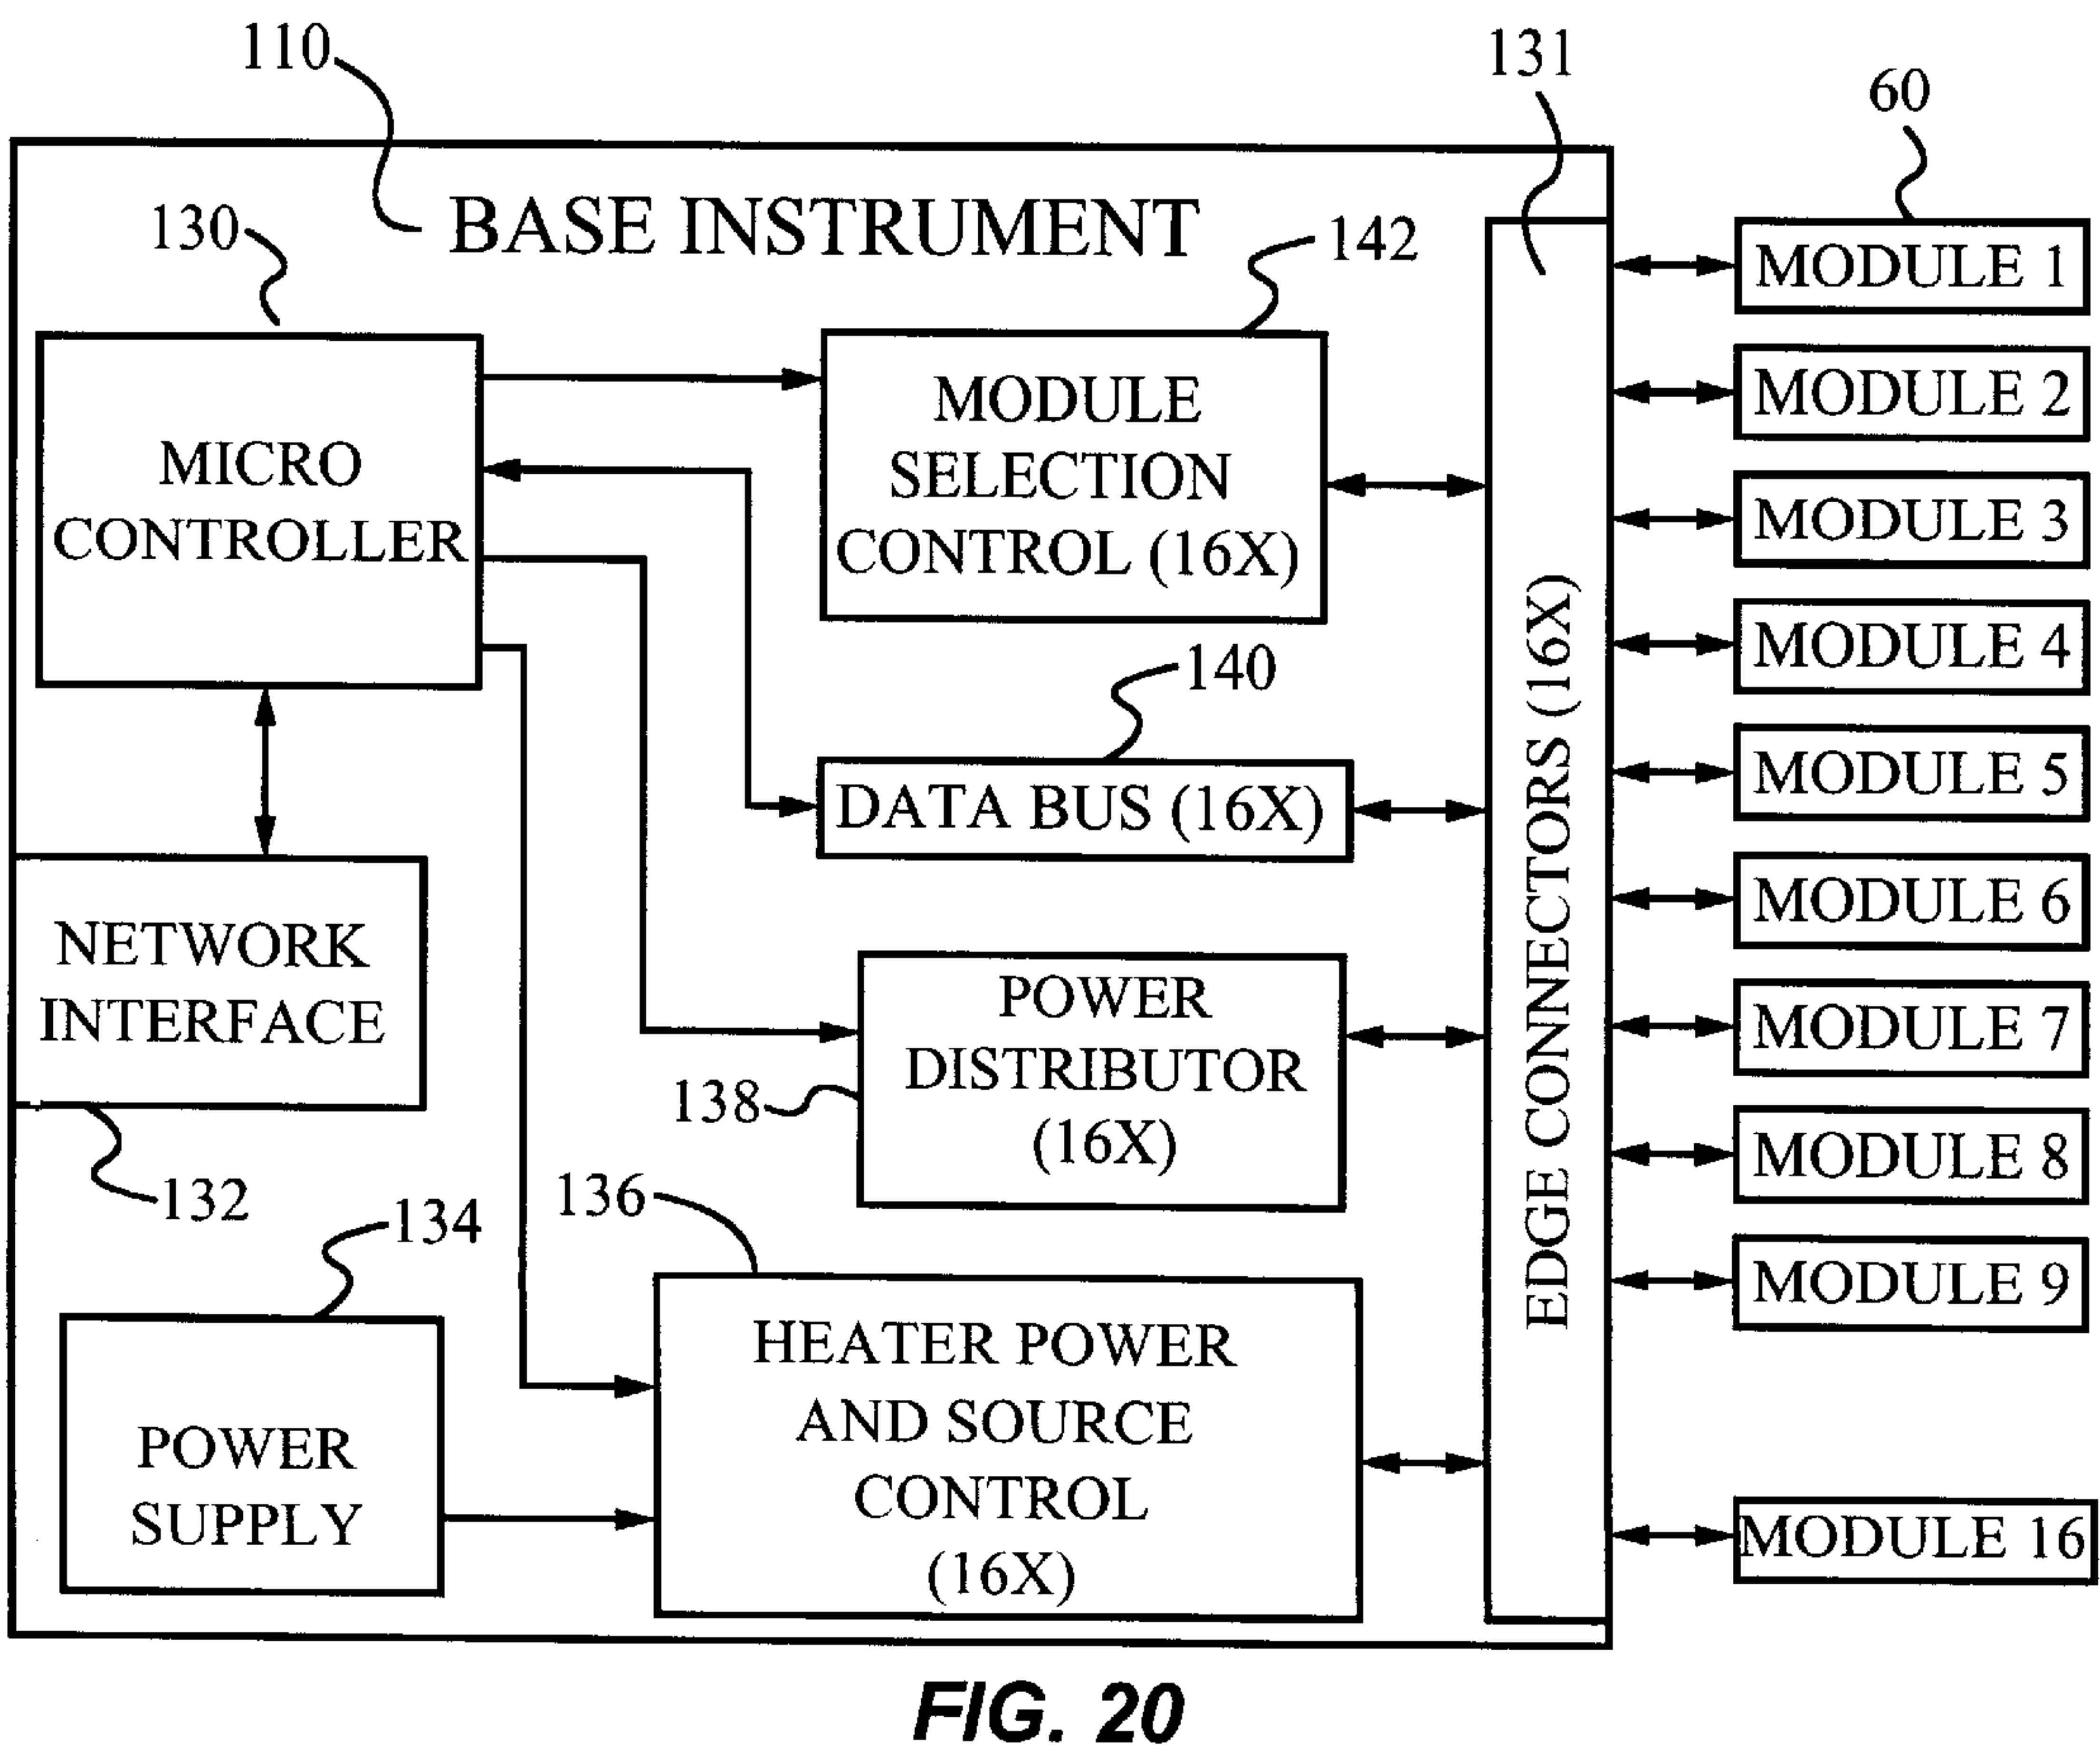 110
131
60
BASE INSTRUMENT
130
142
MICRO
CONTROLLER
MODULE
SELECTION
CONTROL (16X)
140
DATA BUS (16X)
NETWORK
INTERFACE
132
POWER
DISTRIBUTOR
(16X)
138
134
POWER
SUPPLY
136
HEATER POWER
AND SOURCE
CONTROL
(16X)
EDGE CONNECTORS (16X)
MODULE 1
MODULE 2
MODULE 3
MODULE 4
MODULE 5
MODULE 6
MODULE 7
MODULE 8
MODULE 9
MODULE 16
FIG. 20